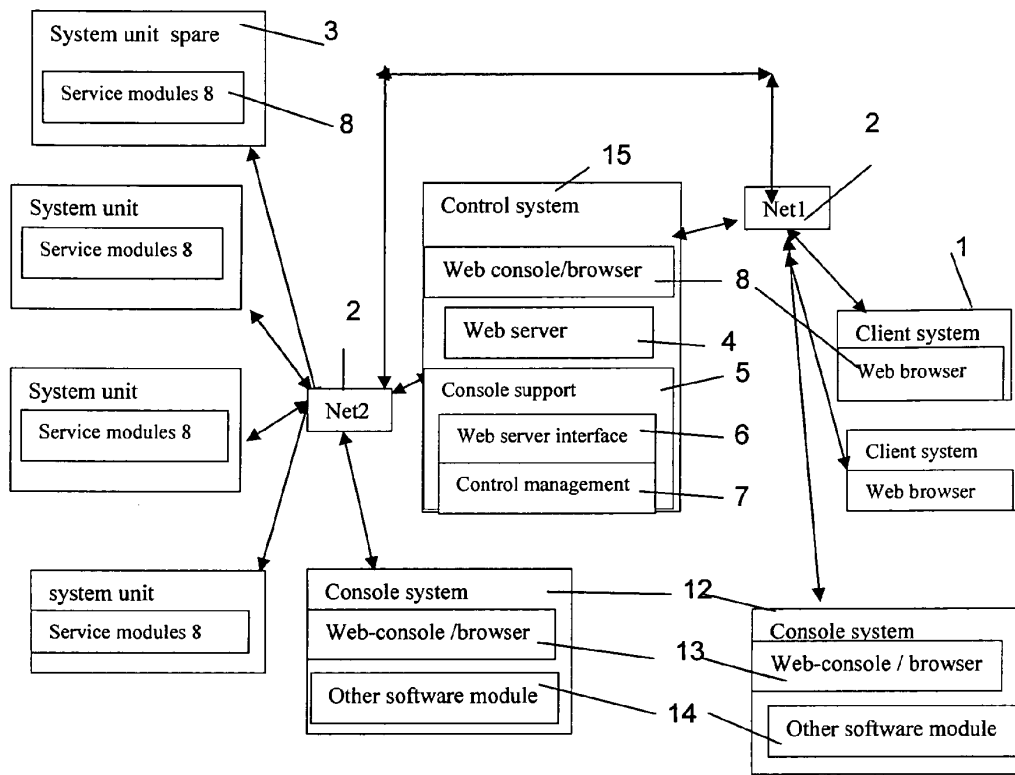 System unit spare
3
Service modules 8
8
System unit
Service modules 8
System unit
Service modules 8
system unit
Service modules 8
2
Net2
15
Control system
Web console/browser
8
Web server
4
Console support
5
Web server interface
6
Control management
7
Net1
2
1
Client system
Web browser
Client system
Web browser
Console system
12
Web-console /browser
13
Other software module
14
Console system
Web-console / browser
Other software module